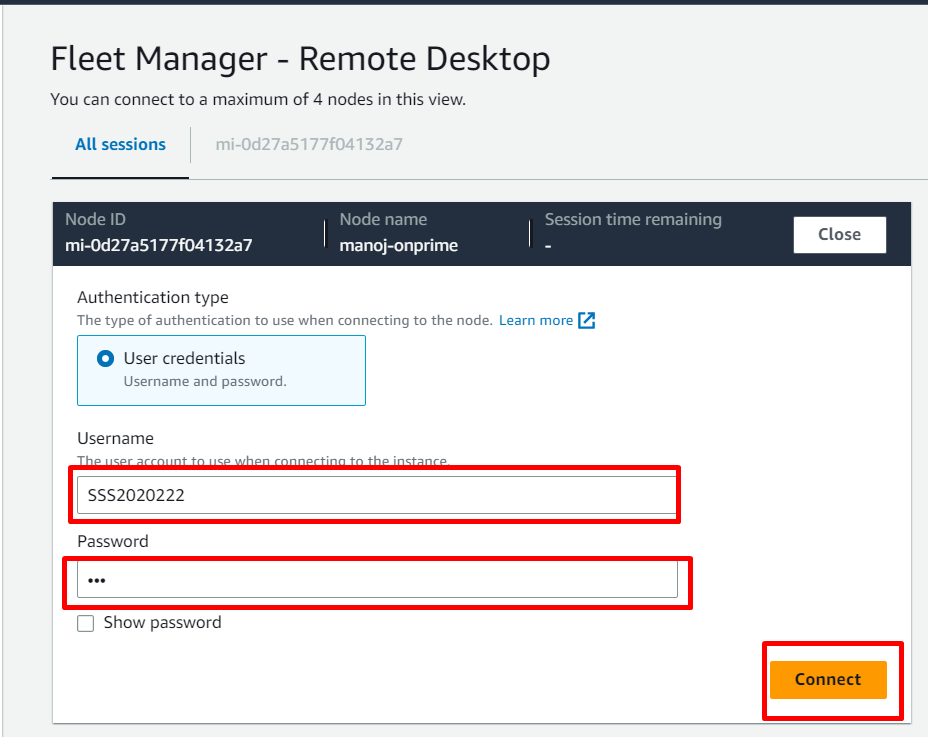 Fleet Manager - Remote Desktop
You can connect to a maximum of 4 nodes in this view.
All sessions
mi-0d27a5177f04132a7
Node ID
mi-0d27a5177f04132a7
Node name
manoj-onprime
Session time remaining
-
Close
Authentication type
The type of authentication to use when connecting to the node. Learn more
User credentials
Username and password.
Username
The user account to use when connecting to the instance.
SSS2020222
Password
•••
Show password
Connect